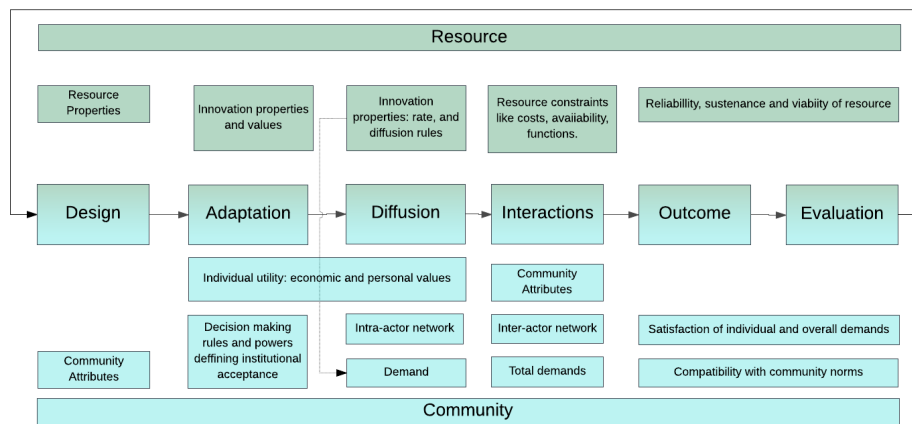 Resource
Resource
Properties
Innovation properties
and values
Innovation
properties: rate, and
diffusion rules
Resource constraints
like costs, avaiiability,
functions.
Reliabillity, sustenance and viabiity of resource
Design
Adaptation
Diffusion
Interactions
Outcome
Evaluation
Individual utility: economic and personal values
Community
Attributes
Decision making
rules and powers
deffining institutional
acceptance
Intra-actor network
Inter-actor network
Satisfaction of individual and overall demands
Community
Attributes
Demand
Total demands
Compatibility with community norms
Community